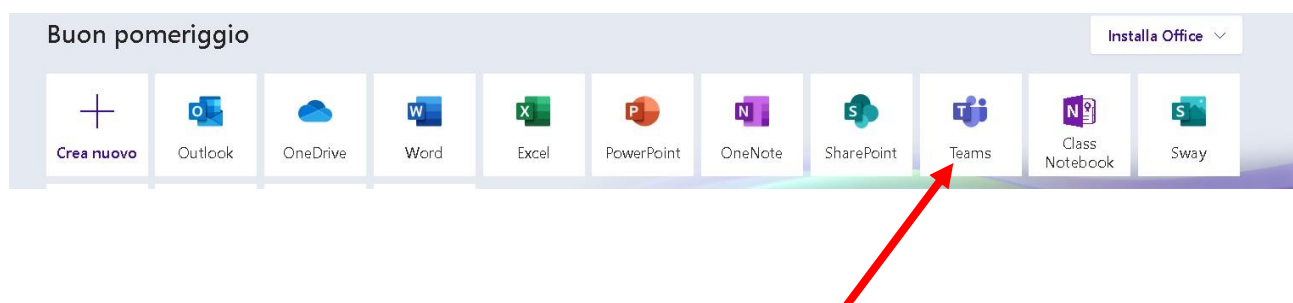 Buon pomeriggio
Installa Office
Crea nuovo
Outlook
OneDrive
Word
Excel
PowerPoint
OneNote
SharePoint
Teams
Class
Notebook
Sway